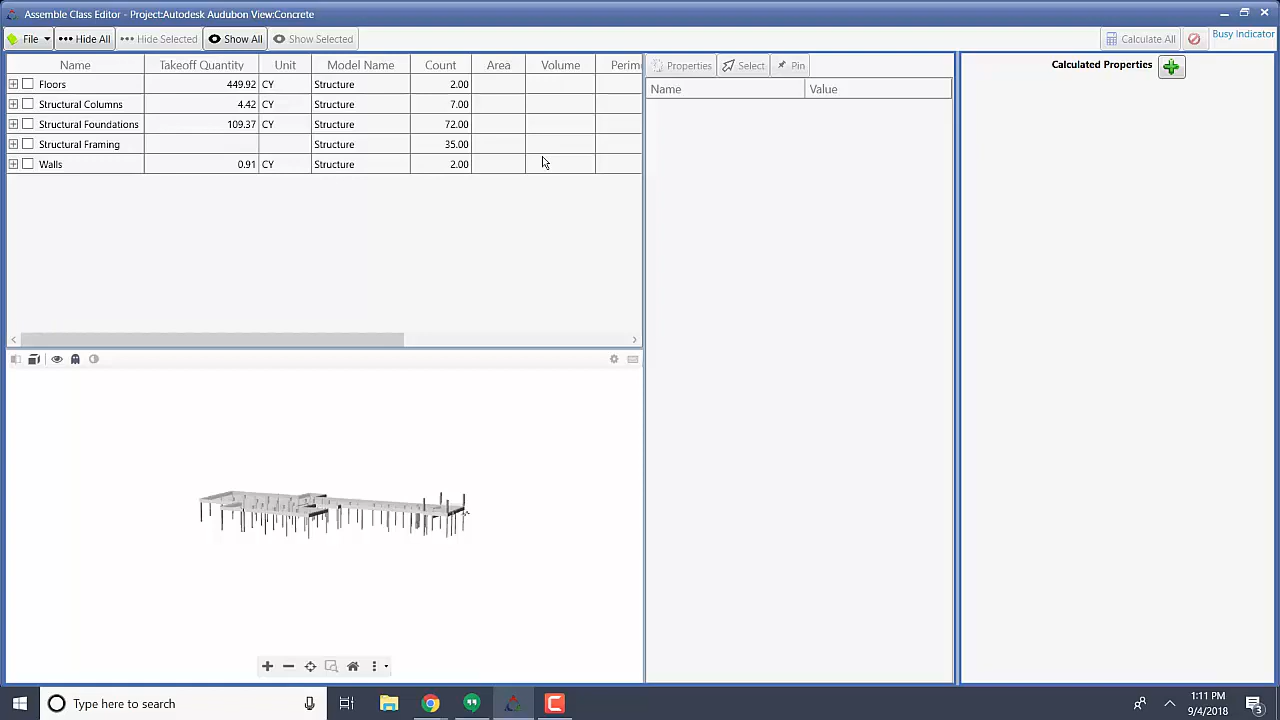 Assemble Class Editor - Project:Autodesk Audubon View:Concrete
File Hide All Hide Selected Show All Show Selected Calculate All Busy Indicator
Name Takeoff Quantity Unit Model Name Count Area Volume Perim
Floors 449.92 CY Structure 2.00
Structural Columns 4.42 CY Structure 7.00
Structural Foundations 109.37 CY Structure 72.00
Structural Framing Structure 35.00
Walls 0.91 CY Structure 2.00
Properties Select Pin
Name Value
Calculated Properties
Type here to search
1:11 PM
9/4/2018
3